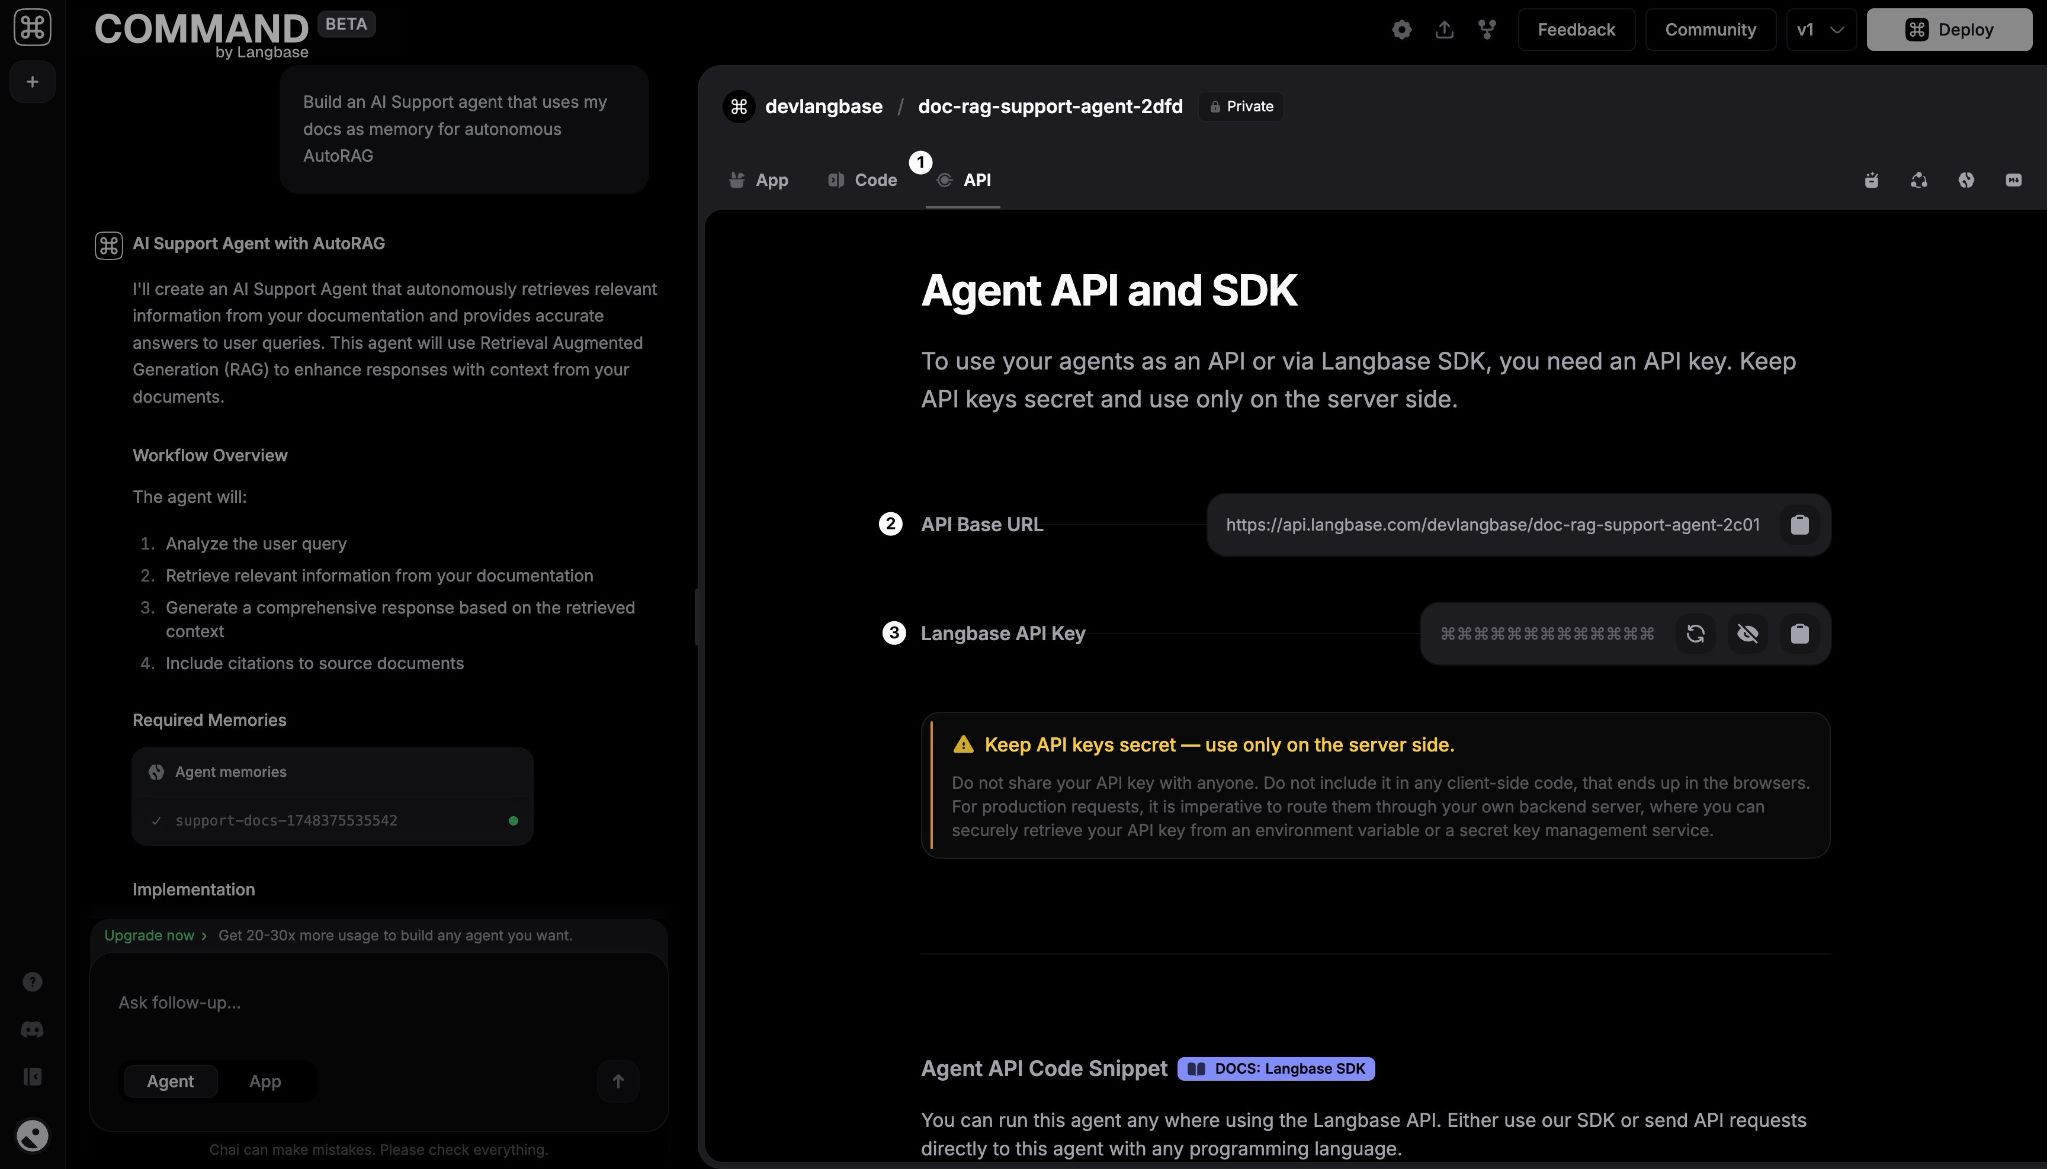 COMMAND BETA
by Langbase
Feedback
Community
v1
Deploy
Build an AI Support agent that uses my
docs as memory for autonomous
AutoRAG
AI Support Agent with AutoRAG
I'll create an AI Support Agent that autonomously retrieves relevant
information from your documentation and provides accurate
answers to user queries. This agent will use Retrieval Augmented
Generation (RAG) to enhance responses with context from your
documents.
Workflow Overview
The agent will:
1. Analyze the user query
2. Retrieve relevant information from your documentation
3. Generate a comprehensive response based on the retrieved
context
4. Include citations to source documents
Required Memories
Agent memories
support-docs-1748375535542
Implementation
Upgrade now › Get 20-30x more usage to build any agent you want.
Ask follow-up...
Agent App
Chai can make mistakes. Please check everything.
devlangbase / doc-rag-support-agent-2dfd Private
App Code 1 API
Agent API and SDK
To use your agents as an API or via Langbase SDK, you need an API key. Keep
API keys secret and use only on the server side.
2 API Base URL https://api.langbase.com/devlangbase/doc-rag-support-agent-2c01
3 Langbase API Key ⌘⌘⌘⌘⌘⌘⌘⌘⌘⌘⌘⌘⌘
Keep API keys secret — use only on the server side.
Do not share your API key with anyone. Do not include it in any client-side code, that ends up in the browsers.
For production requests, it is imperative to route them through your own backend server, where you can
securely retrieve your API key from an environment variable or a secret key management service.
Agent API Code Snippet DOCS: Langbase SDK
You can run this agent any where using the Langbase API. Either use our SDK or send API requests
directly to this agent with any programming language.